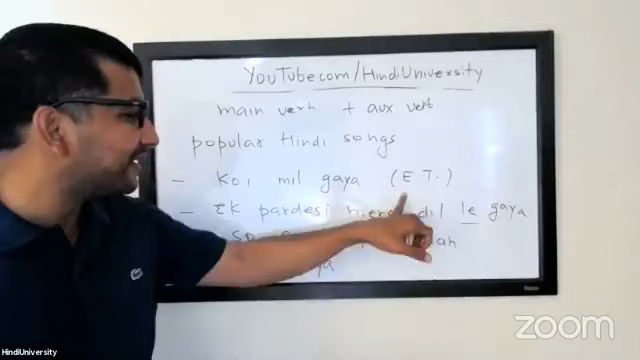 YouTube.com/HindiUniversity
main verb + aux verb
popular Hindi songs
- Koi mil gaya (E.T.)
- Ek pardesi mera dil le gaya
HindiUniversity
zoom